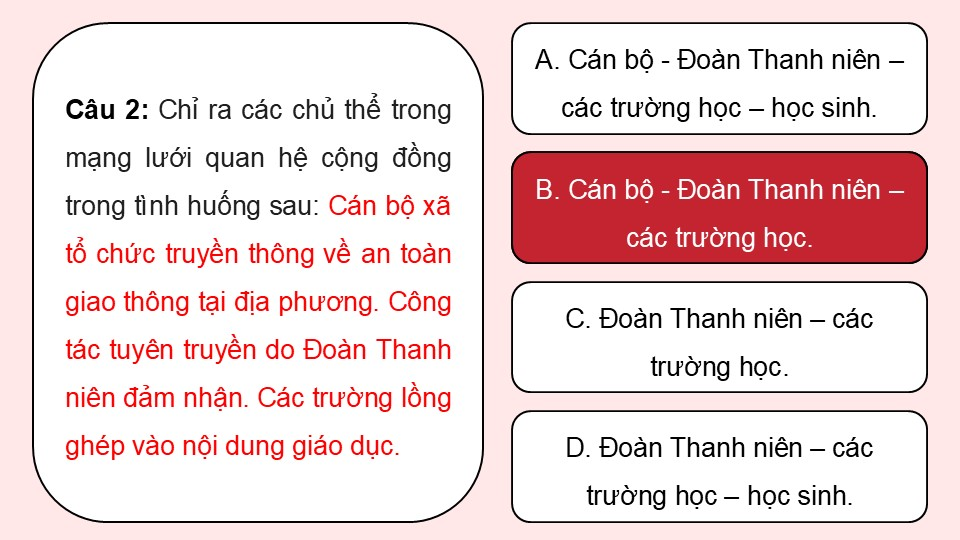 Câu 2: Chỉ ra các chủ thể trong
mạng lưới quan hệ cộng đồng
trong tình huống sau: Cán bộ xã
tổ chức truyền thông về an toàn
giao thông tại địa phương. Công
tác tuyên truyền do Đoàn Thanh
niên đảm nhận. Các trường lồng
ghép vào nội dung giáo dục.
A. Cán bộ - Đoàn Thanh niên –
các trường học – học sinh.
B. Cán bộ - Đoàn Thanh niên –
các trường học.
C. Đoàn Thanh niên – các
trường học.
D. Đoàn Thanh niên – các
trường học – học sinh.